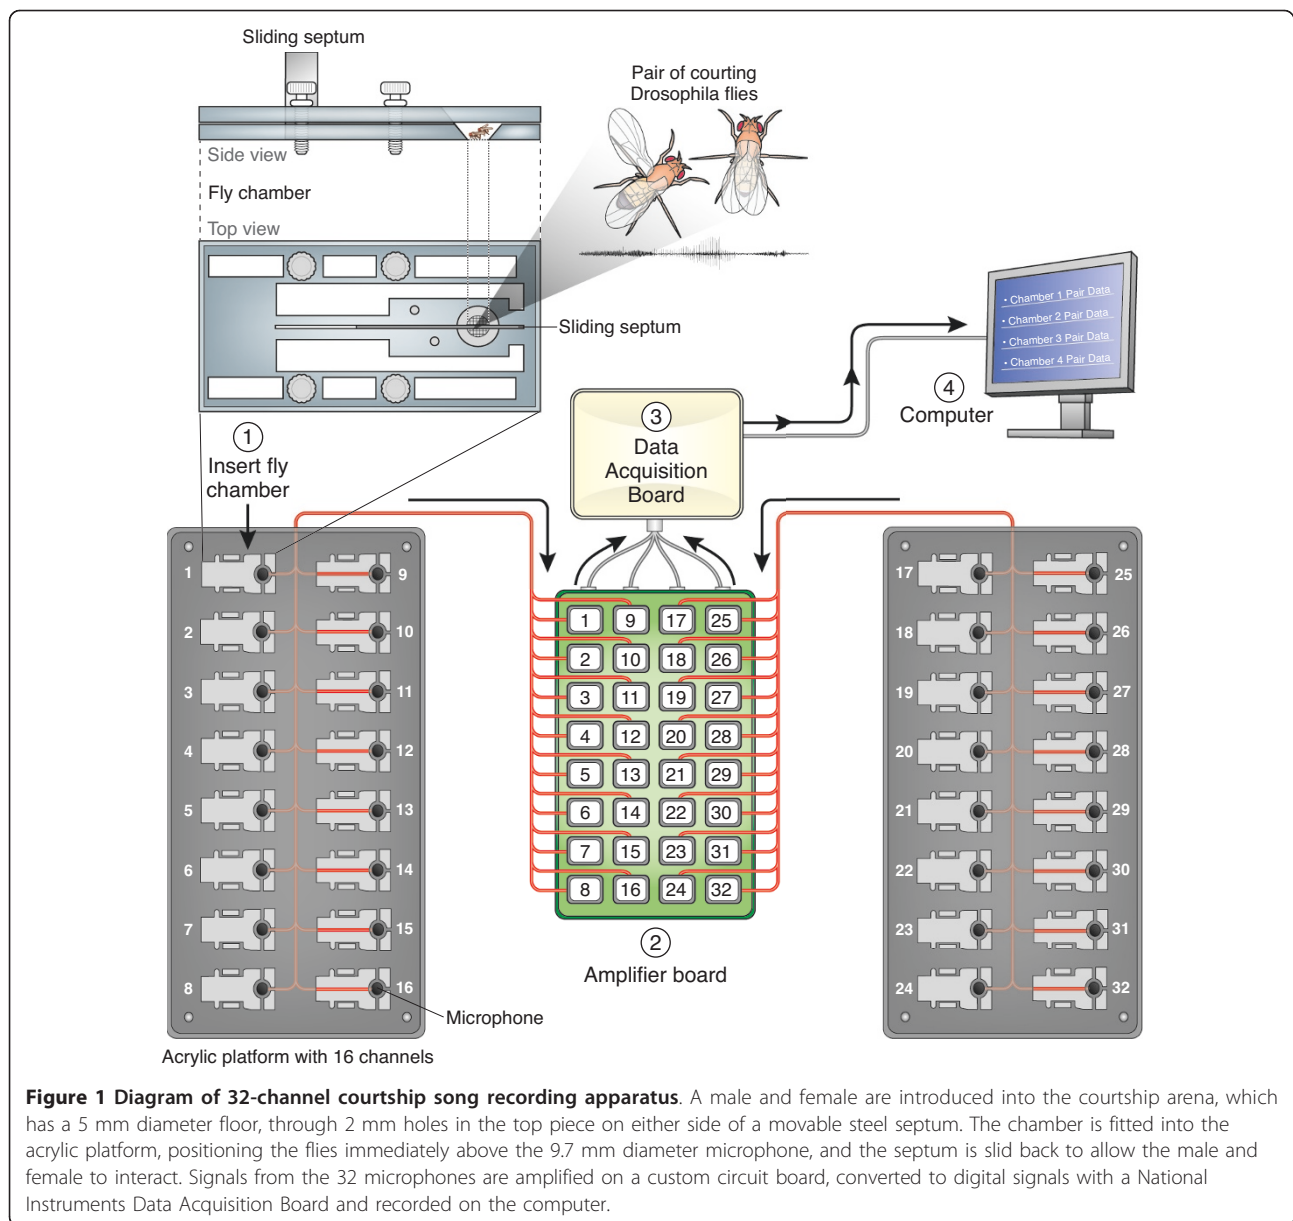 Sliding septum
Pair of courting
Drosophila flies
Side view
Fly chamber
Top view
Sliding septum
• Chamber 1 Pair Data
• Chamber 2 Pair Data
• Chamber 3 Pair Data
• Chamber 4 Pair Data
4
Computer
3
Data
Acquisition
Board
1
Insert fly
chamber
1 9
2 10
3 11
4 12
5 13
6 14
7 15
8 16
1 9 17 25
2 10 18 26
3 11 19 27
4 12 20 28
5 13 21 29
6 14 22 30
7 15 23 31
8 16 24 32
17 25
18 26
19 27
20 28
21 29
22 30
23 31
24 32
2
Amplifier board
Microphone
Acrylic platform with 16 channels
Figure 1 Diagram of 32-channel courtship song recording apparatus. A male and female are introduced into the courtship arena, which
has a 5 mm diameter floor, through 2 mm holes in the top piece on either side of a movable steel septum. The chamber is fitted into the
acrylic platform, positioning the flies immediately above the 9.7 mm diameter microphone, and the septum is slid back to allow the male and
female to interact. Signals from the 32 microphones are amplified on a custom circuit board, converted to digital signals with a National
Instruments Data Acquisition Board and recorded on the computer.